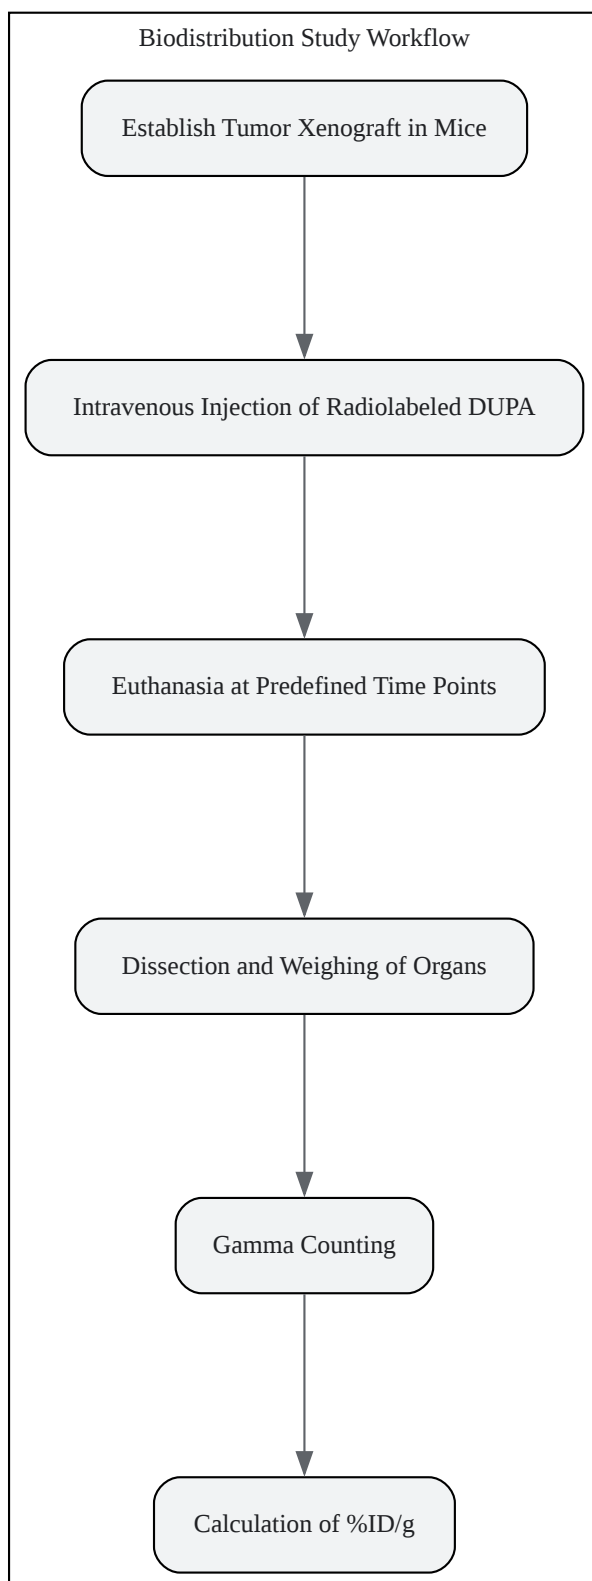 Biodistribution Study Workflow
Establish Tumor Xenograft in Mice
Intravenous Injection of Radiolabeled DUPA
Euthanasia at Predefined Time Points
Dissection and Weighing of Organs
Gamma Counting
Calculation of %ID/g